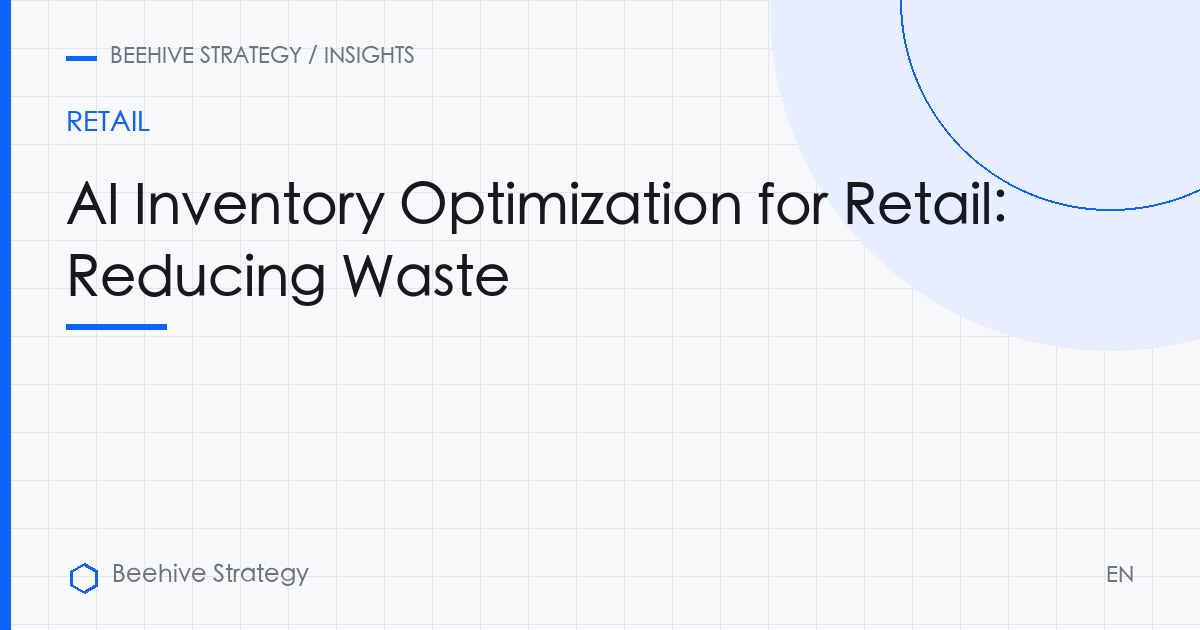 BEEHIVE STRATEGY / INSIGHTS
RETAIL
AI Inventory Optimization for Retail:
Reducing Waste
Beehive Strategy
EN